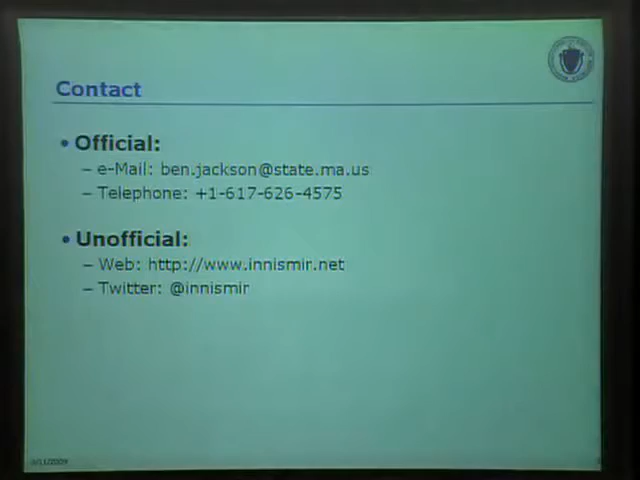 Contact
• Official:
– e-Mail: ben.jackson@state.ma.us
– Telephone: +1-617-626-4575
• Unofficial:
– Web: http://www.innismir.net
– Twitter: @innismir